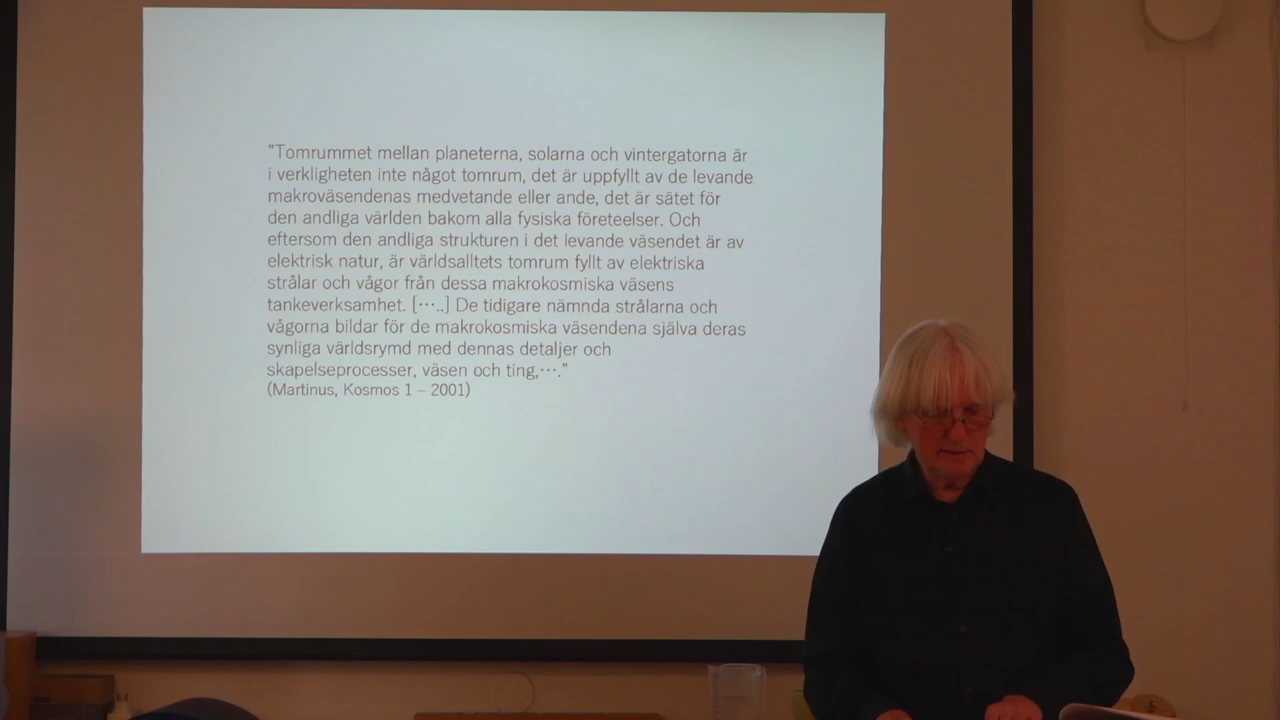 ”Tomrummet mellan planeterna, solarna och vintergatorna är
i verkligheten inte något tomrum, det är uppfyllt av de levande
makroväsendenas medvetande eller ande, det är sätet för
den andliga världen bakom alla fysiska företeelser. Och
eftersom den andliga strukturen i det levande väsendet är av
elektrisk natur, är världsalltets tomrum fyllt av elektriska
strålar och vågor från dessa makrokosmiska väsens
tankeverksamhet. [⋯..] De tidigare nämnda strålarna och
vågorna bildar för de makrokosmiska väsendena själva deras
synliga världsrymd med dennas detaljer och
skapelseprocesser, väsen och ting,⋯.”
(Martinus, Kosmos 1 – 2001)